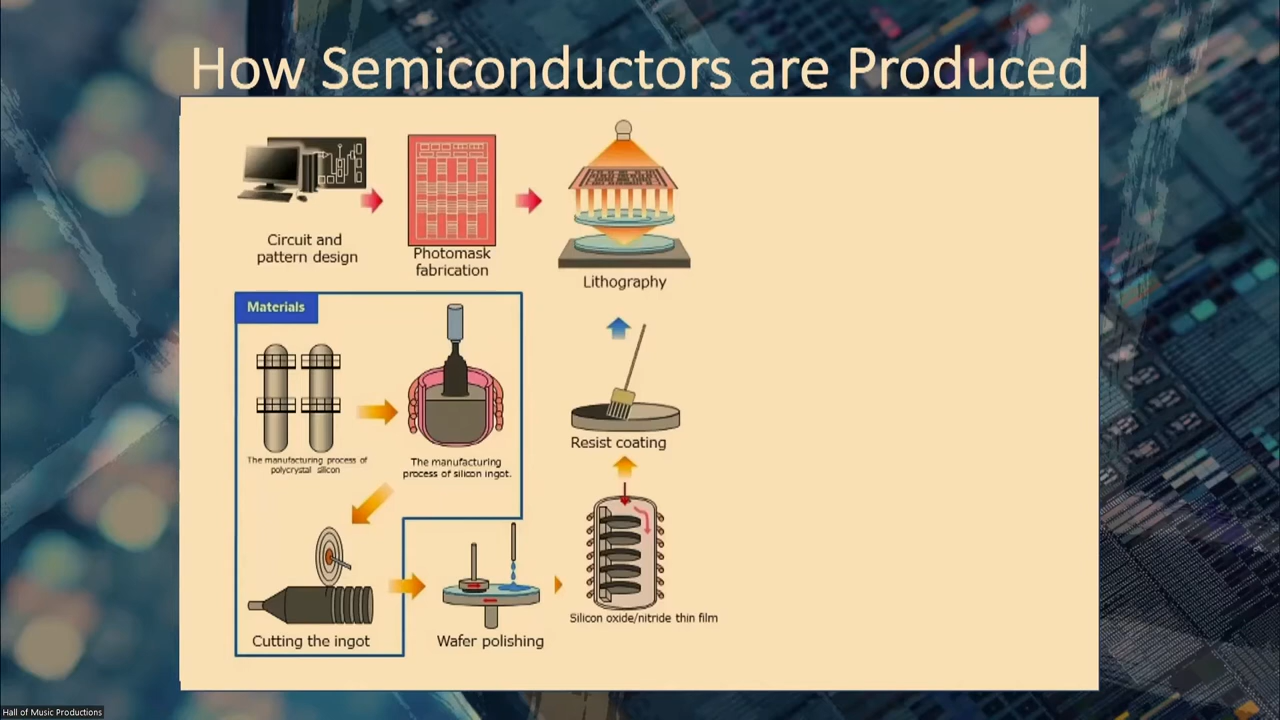 How Semiconductors are Produced
Circuit and
pattern design
Photomask
fabrication
Lithography
Materials
The manufacturing process of
polycrystal silicon
The manufacturing
process of silicon ingot.
Resist coating
Cutting the ingot
Wafer polishing
Silicon oxide/nitride thin film
Hall of Music Productions